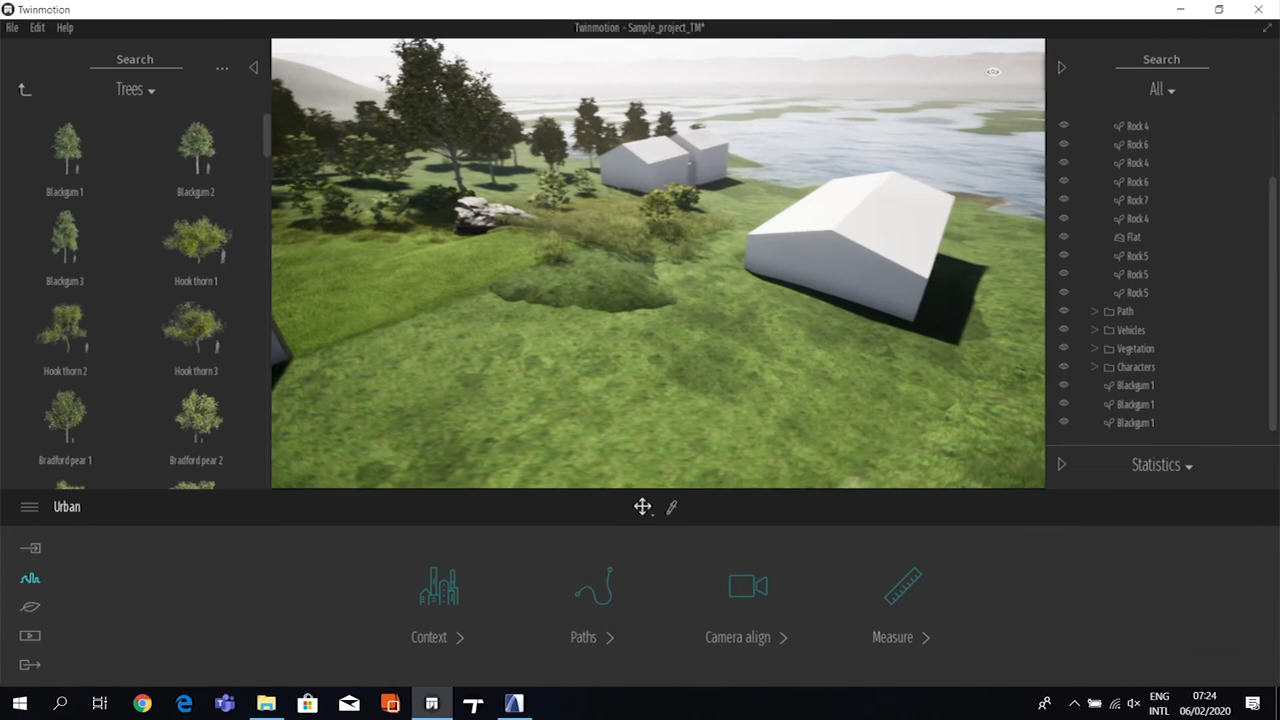 Twinmotion
File Edit Help
Twinmotion - Sample_project_TM*
Search
...
Trees
Blackgum 1
Blackgum 2
Blackgum 3
Hook thorn 1
Hook thorn 2
Hook thorn 3
Bradford pear 1
Bradford pear 2
Search
All
Rock 4
Rock 6
Rock 4
Rock 6
Rock 7
Rock 4
Flat
Rock 5
Rock 5
Rock 5
Path
Vehicles
Vegetation
Characters
Blackgum 1
Blackgum 1
Blackgum 1
Statistics
Urban
Context
Paths
Camera align
Measure
ENG
INTL
07:24
06/02/2020